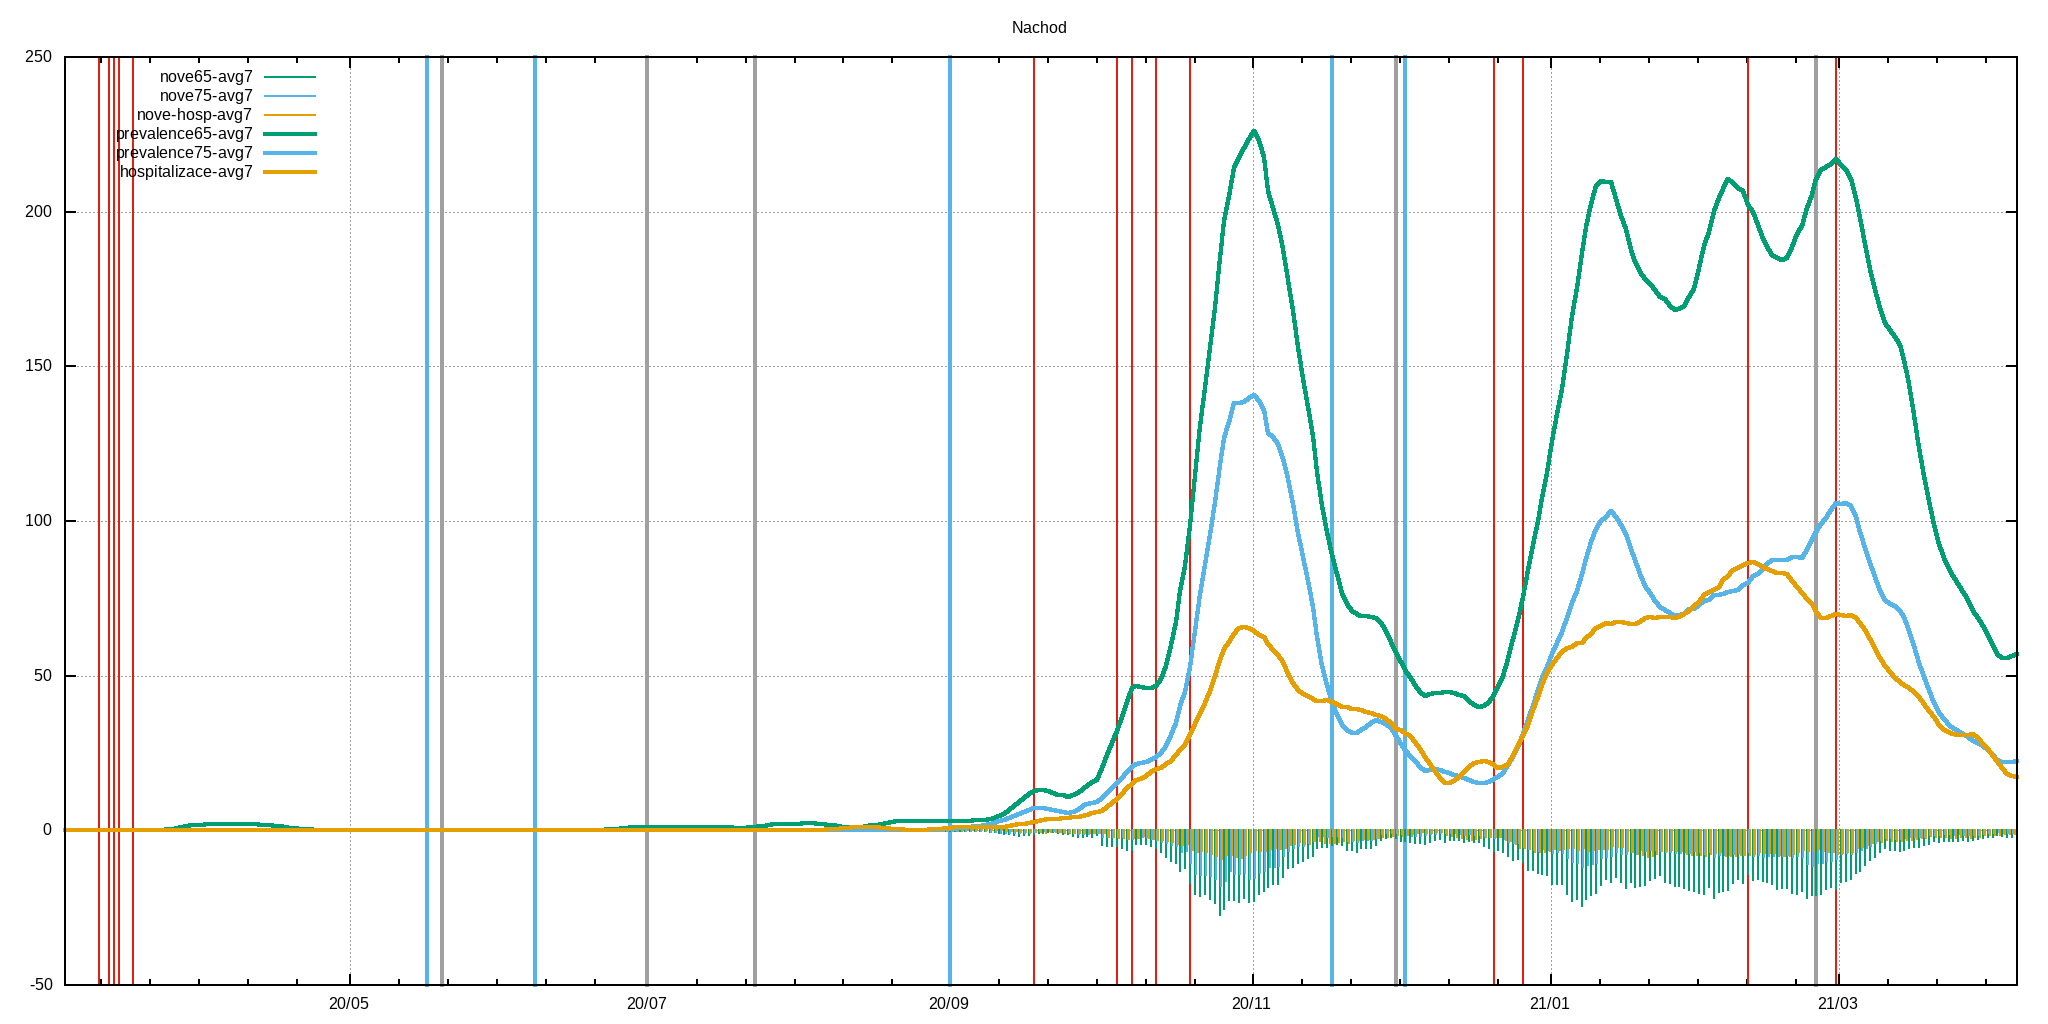 Nachod
250
nove65-avg7
nove75-avg7
nove-hosp-avg7
prevalence65-avg7
prevalence75-avg7
hospitalizace-avg7
200
150
100
50
0
-50
20/05 20/07 20/09 20/11 21/01 21/03